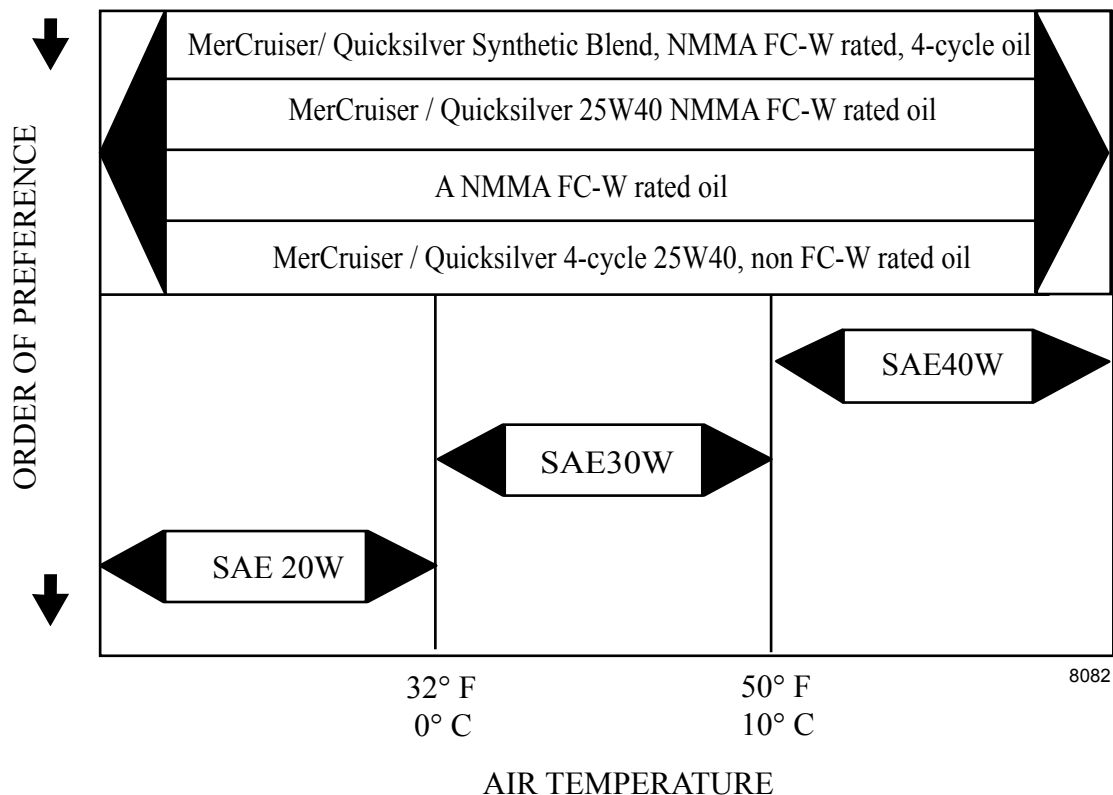 ORDER OF PREFERENCE
MerCruiser/ Quicksilver Synthetic Blend, NMMA FC-W rated, 4-cycle oil
MerCruiser / Quicksilver 25W40 NMMA FC-W rated oil
A NMMA FC-W rated oil
MerCruiser / Quicksilver 4-cycle 25W40, non FC-W rated oil
SAE40W
SAE30W
SAE 20W
32° F
0° C
50° F
10° C
8082
AIR TEMPERATURE